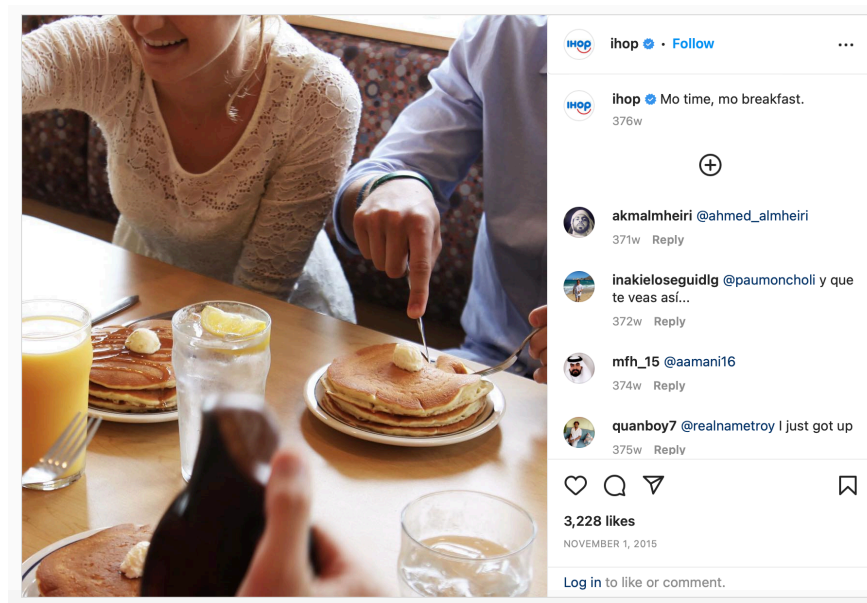 IHOP
ihop • Follow
IHOP
ihop Mo time, mo breakfast.
376w
akmalmheiri @ahmed_almheiri
371w Reply
inakieloseguidlg @paumoncholi y que
te veas así...
372w Reply
mfh_15 @aamani16
374w Reply
quanboy7 @realnametroy I just got up
375w Reply
3,228 likes
NOVEMBER 1, 2015
Log in to like or comment.